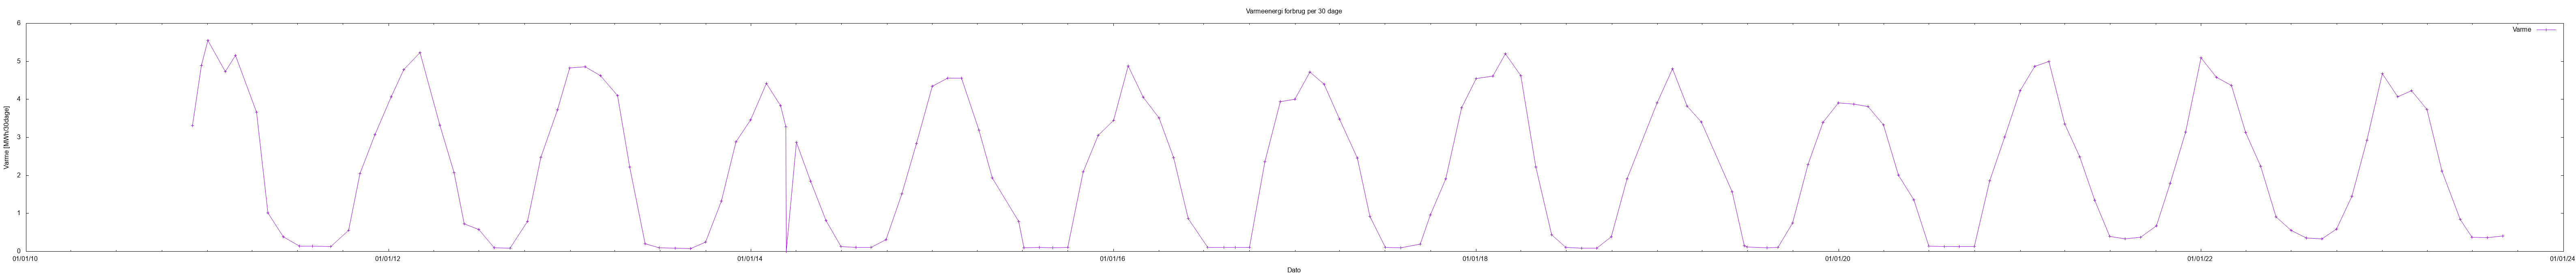 Varmeenergi forbrug per 30 dage
Varme
6
5
4
3
2
1
0
Varme [MWh/30dage]
01/01/10 01/01/12 01/01/14 01/01/16 01/01/18 01/01/20 01/01/22 01/01/24
Dato